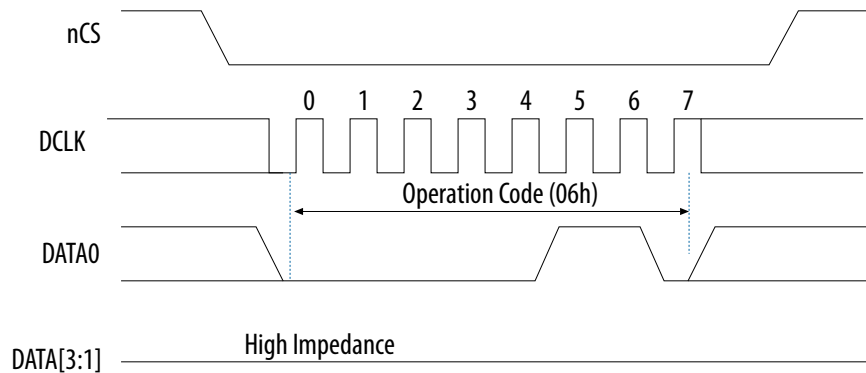 nCS
0 1 2 3 4 5 6 7
DCLK
Operation Code (06h)
DATA0
High Impedance
DATA[3:1]